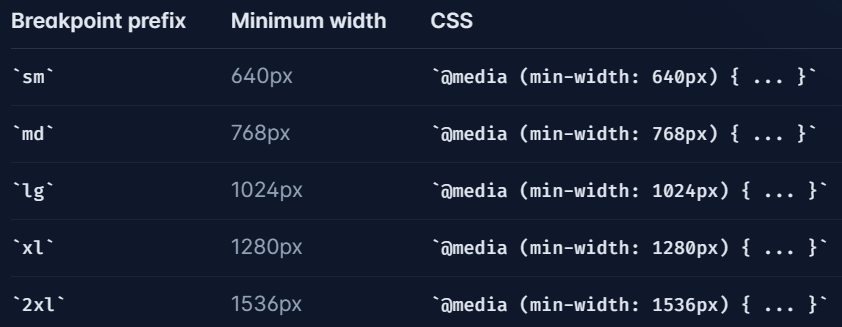 Breakpoint prefix Minimum width CSS
`sm` 640px `@media (min-width: 640px) { ... }`
`md` 768px `@media (min-width: 768px) { ... }`
`lg` 1024px `@media (min-width: 1024px) { ... }`
`xl` 1280px `@media (min-width: 1280px) { ... }`
`2xl` 1536px `@media (min-width: 1536px) { ... }`